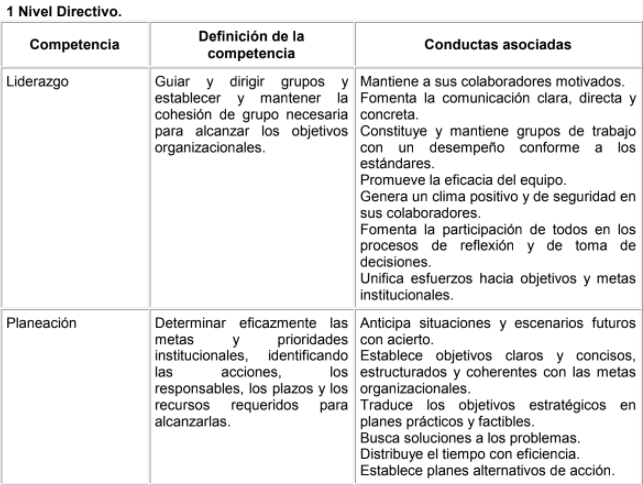 1 Nivel Directivo.
Competencia
Definición de la
competencia
Conductas asociadas
Liderazgo
Guiar y dirigir grupos y
establecer y mantener la
cohesión de grupo necesaria
para alcanzar los objetivos
organizacionales.
Mantiene a sus colaboradores motivados.
Fomenta la comunicación clara, directa y
concreta.
Constituye y mantiene grupos de trabajo
con un desempeño conforme a los
estándares.
Promueve la eficacia del equipo.
Genera un clima positivo y de seguridad en
sus colaboradores.
Fomenta la participación de todos en los
procesos de reflexión y de toma de
decisiones.
Unifica esfuerzos hacia objetivos y metas
institucionales.
Planeación
Determinar eficazmente las
metas y prioridades
institucionales, identificando
las acciones, los
responsables, los plazos y los
recursos requeridos para
alcanzarlas.
Anticipa situaciones y escenarios futuros
con acierto.
Establece objetivos claros y concisos,
estructurados y coherentes con las metas
organizacionales.
Traduce los objetivos estratégicos en
planes prácticos y factibles.
Busca soluciones a los problemas.
Distribuye el tiempo con eficiencia.
Establece planes alternativos de acción.